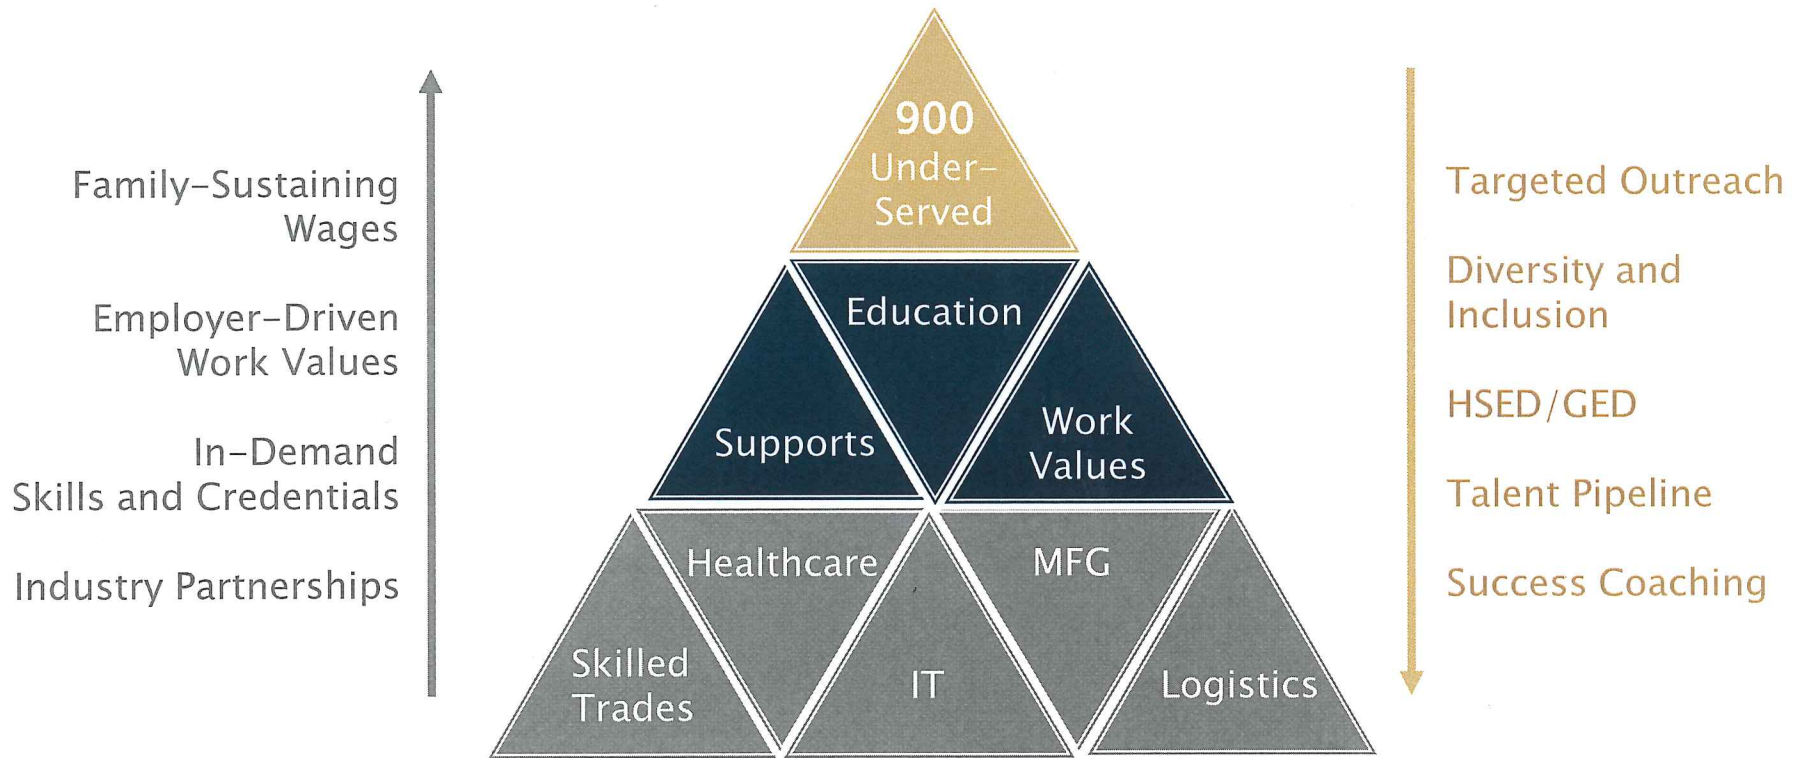 Family-Sustaining
Wages
Employer-Driven
Work Values
In-Demand
Skills and Credentials
Industry Partnerships
900
Under-
Served
Education
Supports
Work
Values
Healthcare
MFG
Skilled
Trades
IT
Logistics
Targeted Outreach
Diversity and
Inclusion
HSED/GED
Talent Pipeline
Success Coaching